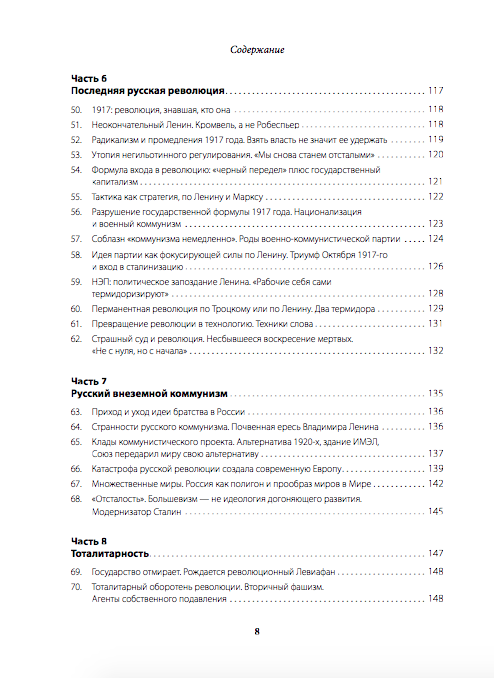 Содержание
Часть 6
Последняя русская революция 117
50. 1917: революция, знавшая, кто она 118
51. Неокончательный Ленин. Кромвель, а не Робеспьер 118
52. Радикализм и промедления 1917 года. Взять власть не значит ее удержать 119
53. Утопия негильотинного регулирования. «Мы снова станем отсталыми» 120
54. Формула входа в революцию: «черный передел» плюс государственный
капитализм 121
55. Тактика как стратегия, по Ленину и Марксу 122
56. Разрушение государственной формулы 1917 года. Национализация
и военный коммунизм 123
57. Соблазн «коммунизма немедленно». Роды военно-коммунистической партии 124
58. Идея партии как фокусирующей силы по Ленину. Триумф Октября 1917-го
и вход в сталинизацию 126
59. НЭП: политическое запоздание Ленина. «Рабочие себя сами
термидоризируют» 128
60. Перманентная революция по Троцкому или по Ленину. Два термидора 129
61. Превращение революции в технологию. Техники слова 131
62. Страшный суд и революция. Несбывшееся воскресение мертвых.
«Не с нуля, но с начала» 132
Часть 7
Русский внеземной коммунизм 135
63. Приход и уход идеи братства в России 136
64. Странности русского коммунизма. Почвенная ересь Владимира Ленина 136
65. Клады коммунистического проекта. Альтернатива 1920-х, здание ИМЭЛ,
Союз передарил миру свою альтернативу 137
66. Катастрофа русской революции создала современную Европу 139
67. Множественные миры. Россия как полигон и прообраз миров в Мире 142
68. «Отсталость». Большевизм — не идеология догоняющего развития.
Модернизатор Сталин 145
Часть 8
Тоталитарность 147
69. Государство отмирает. Рождается революционный Левиафан 148
70. Тоталитарный оборотень революции. Вторичный фашизм.
Агенты собственного подавления 148
8